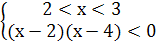 2 < x < 3
(x − 2)(x − 4) < 0